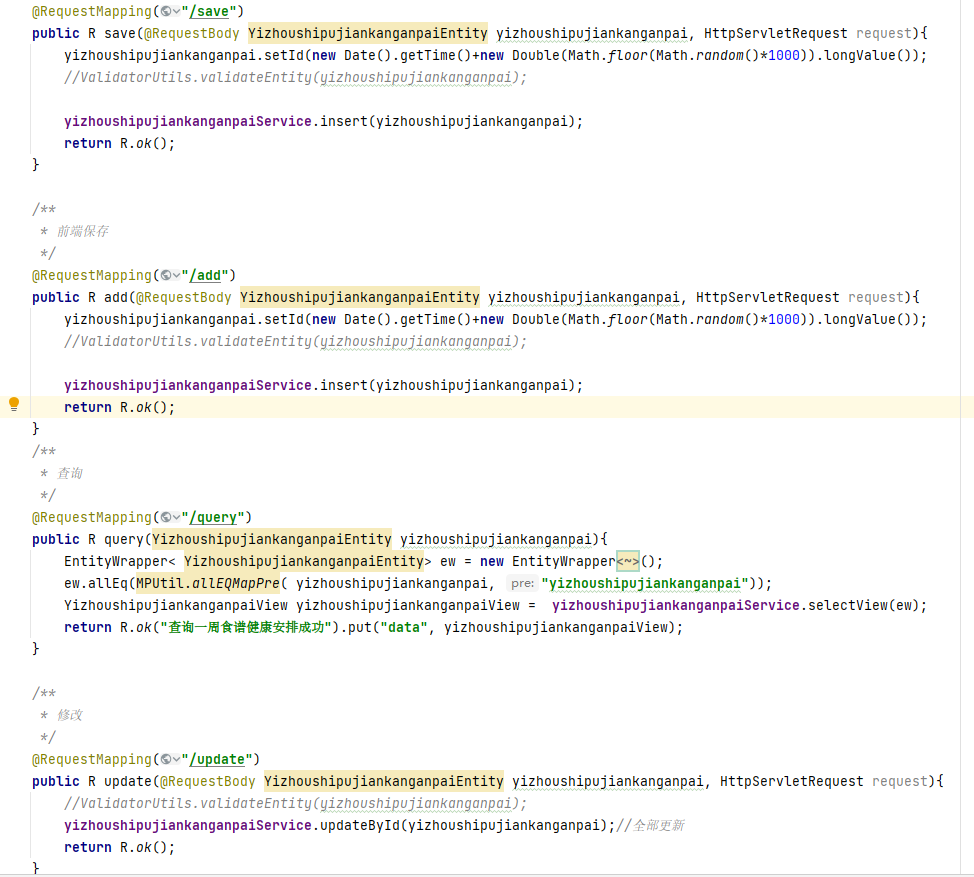 @RequestMapping("/save")
public R save(@RequestBody YizhoushipujiankanganpaiEntity yizhoushipujiankanganpai, HttpServletRequest request){
yizhoushipujiankanganpai.setId(new Date().getTime()+new Double(Math.floor(Math.random()*1000)).longValue());
//ValidatorUtils.validateEntity(yizhoushipujiankanganpai);
yizhoushipujiankanganpaiService.insert(yizhoushipujiankanganpai);
return R.ok();
}
/**
* 前端保存
*/
@RequestMapping("/add")
public R add(@RequestBody YizhoushipujiankanganpaiEntity yizhoushipujiankanganpai, HttpServletRequest request){
yizhoushipujiankanganpai.setId(new Date().getTime()+new Double(Math.floor(Math.random()*1000)).longValue());
//ValidatorUtils.validateEntity(yizhoushipujiankanganpai);
yizhoushipujiankanganpaiService.insert(yizhoushipujiankanganpai);
return R.ok();
}
/**
* 查询
*/
@RequestMapping("/query")
public R query(YizhoushipujiankanganpaiEntity yizhoushipujiankanganpai){
EntityWrapper< YizhoushipujiankanganpaiEntity> ew = new EntityWrapper<~>();
ew.allEq(MPUtil.allEQMapPre( yizhoushipujiankanganpai, pre: "yizhoushipujiankanganpai"));
YizhoushipujiankanganpaiView yizhoushipujiankanganpaiView = yizhoushipujiankanganpaiService.selectView(ew);
return R.ok("查询一周食谱健康安排成功").put("data", yizhoushipujiankanganpaiView);
}
/**
* 修改
*/
@RequestMapping("/update")
public R update(@RequestBody YizhoushipujiankanganpaiEntity yizhoushipujiankanganpai, HttpServletRequest request){
//ValidatorUtils.validateEntity(yizhoushipujiankanganpai);
yizhoushipujiankanganpaiService.updateById(yizhoushipujiankanganpai);//全部更新
return R.ok();
}